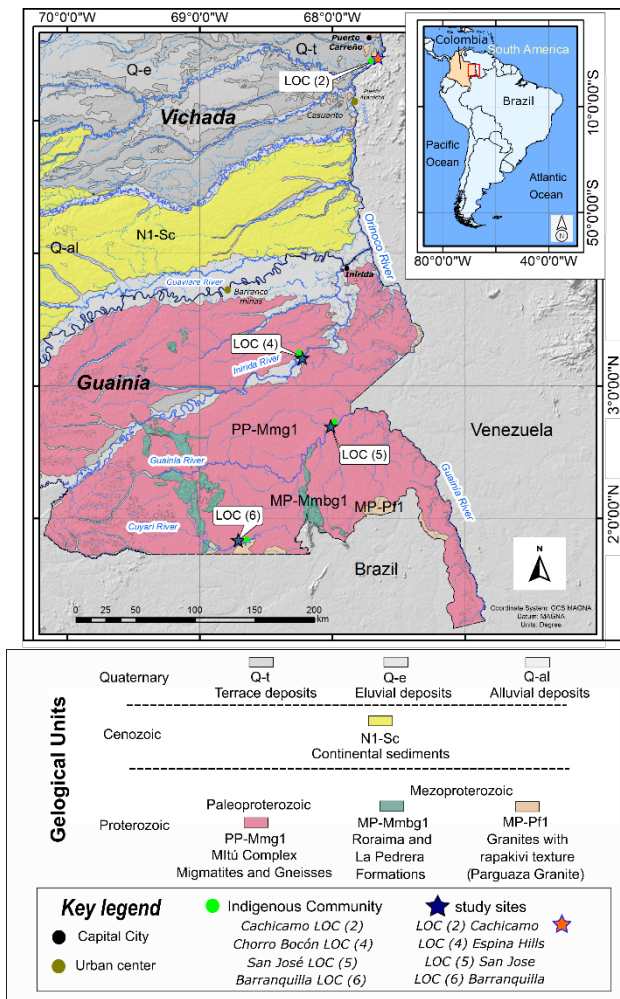 70°0'0"W
69°0'0"W
68°0'0"W
Puerto
Carreño
Q-t
Q-e
LOC (2)
Casuarito
Vichada
N1-Sc
Q-al
Orinoco River
Guaviare River
Inirida
Barranco
minas
LOC (4)
Inirida River
Guainía
PP-Mmg1
LOC (5)
Venezuela
Guainia River
Guainia River
MP-Mmbg1
MP-Pf1
LOC (6)
Cuyari River
Brazil
3°0'0"N
2°0'0"N
N
0 25 50 100 150 200
km
Coordinate System: GCS MAGNA
Datum: MAGNA
Units: Degree.
Colombia
South America
Brazil
Pacific
Ocean
Atlantic
Ocean
N
10°0'0"S
50°0'0"S
80°0'0"W
40°0'0"W
Gelogical Units
Quaternary
Q-t
Terrace deposits
Q-e
Eluvial deposits
Q-al
Alluvial deposits
Cenozoic
N1-Sc
Continental sediments
Proterozoic
Paleoproterozoic
PP-Mmg1
MItú Complex
Migmatites and Gneisses
Mezoproterozoic
MP-Mmbg1
Roraima and
La Pedrera
Formations
MP-Pf1
Granites with
rapakivi texture
(Parguaza Granite)
Key legend
Capital City
Urban center
Indigenous Community
Cachicamo LOC (2)
Chorro Bocón LOC (4)
San José LOC (5)
Barranquilla LOC (6)
study sites
LOC (2) Cachicamo
LOC (4) Espina Hills
LOC (5) San Jose
LOC (6) Barranquilla